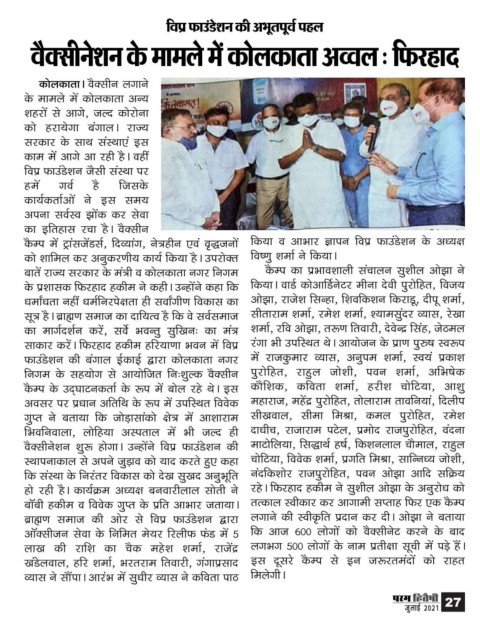 विप्र फाउंडेशन की अभूतपूर्व पहल
वैक्सीनेशन के मामले में कोलकाता अव्वल : फिरहाद
कोलकाता। वैक्सीन लगाने
के मामले में कोलकाता अन्य
शहरों से आगे, जल्द कोरोना
को हरायेगा बंगाल। राज्य
सरकार के साथ संस्थाएं इस
काम में आगे आ रही है। वहीं
विप्र फाउंडेशन जैसी संस्था पर
हमें गर्व है जिसके
कार्यकर्ताओं ने इस समय
अपना सर्वस्व झोंक कर सेवा
का इतिहास रचा है। वैक्सीन
कैम्प में ट्रांसजेंडर्स, दिव्यांग, नेत्रहीन एवं वृद्धजनों
को शामिल कर अनुकरणीय कार्य किया है। उपरोक्त
बातें राज्य सरकार के मंत्री व कोलकाता नगर निगम
के प्रशासक फिरहाद हकीम ने कही। उन्होंने कहा कि
धर्मांधता नहीं धर्मनिरपेक्षता ही सर्वांगीण विकास का
सूत्र है। ब्राह्मण समाज का दायित्व है कि वे सर्वसमाज
का मार्गदर्शन करें, सर्वे भवन्तु सुखिनः का मंत्र
साकार करें। फिरहाद हकीम हरियाणा भवन में विप्र
फाउंडेशन की बंगाल ईकाई द्वारा कोलकाता नगर
निगम के सहयोग से आयोजित निःशुल्क वैक्सीन
कैम्प के उद्घाटनकर्ता के रूप में बोल रहे थे। इस
अवसर पर प्रधान अतिथि के रूप में उपस्थित विवेक
गुप्त ने बताया कि जोड़ासांको क्षेत्र में आशाराम
भिवनिवाला, लोहिया अस्पताल में भी जल्द ही
वैक्सीनेशन शुरू होगा। उन्होंने विप्र फाउंडेशन की
स्थापनाकाल से अपने जुड़ाव को याद करते हुए कहा
कि संस्था के निरंतर विकास को देख सुखद अनुभूति
हो रही है। कार्यक्रम अध्यक्ष बनवारीलाल सोती ने
बॉबी हकीम व विवेक गुप्त के प्रति आभार जताया।
ब्राह्मण समाज की ओर से विप्र फाउंडेशन द्वारा
ऑक्सीजन सेवा के निमित मेयर रिलीफ फंड में 5
लाख की राशि का चैक महेश शर्मा, राजेंद्र
खंडेलवाल, हरि शर्मा, भरतराम तिवारी, गंगाप्रसाद
व्यास ने सौंपा। आरंभ में सुधीर व्यास ने कविता पाठ
किया व आभार ज्ञापन विप्र फाउंडेशन के अध्यक्ष
विष्णु शर्मा ने किया।
कैम्प का प्रभावशाली संचालन सुशील ओझा ने
किया। वार्ड कोआर्डिनेटर मीना देवी पुरोहित, विजय
ओझा, राजेश सिन्हा, शिवकिशन किराडू, दीपू शर्मा,
सीताराम शर्मा, रमेश शर्मा, श्यामसुंदर व्यास, रेखा
शर्मा, रवि ओझा, तरूण तिवारी, देवेन्द्र सिंह, जेठमल
रंगा भी उपस्थित थे। आयोजन के प्राण पुरुष स्वरूप
में राजकुमार व्यास, अनुपम शर्मा, स्वयं प्रकाश
पुरोहित, राहुल जोशी, पवन शर्मा, अभिषेक
कौशिक, कविता शर्मा, हरीश चोटिया, आशु
महाराज, महेंद्र पुरोहित, तोलाराम तावनियां, दिलीप
सीखवाल, सीमा मिश्रा, कमल पुरोहित, रमेश
दाधीच, राजाराम पटेल, प्रमोद राजपुरोहित, वंदना
माटोलिया, सिद्धार्थ हर्ष, किशनलाल चौमाल, राहुल
चोटिया, विवेक शर्मा, प्रगति मिश्रा, सान्निध्य जोशी,
नंदकिशोर राजपुरोहित, पवन ओझा आदि सक्रिय
रहे। फिरहाद हकीम ने सुशील ओझा के अनुरोध को
तत्काल स्वीकार कर आगामी सप्ताह फिर एक कैम्प
लगाने की स्वीकृति प्रदान कर दी। ओझा ने बताया
कि आज 600 लोगों को वैक्सीनेट करने के बाद
लगभग 500 लोगों के नाम प्रतीक्षा सूची में पड़े हैं।
इस दूसरे कैम्प से इन जरूरतमंदों को राहत
मिलेगी।
परम हितैषी
जुलाई 2021
27